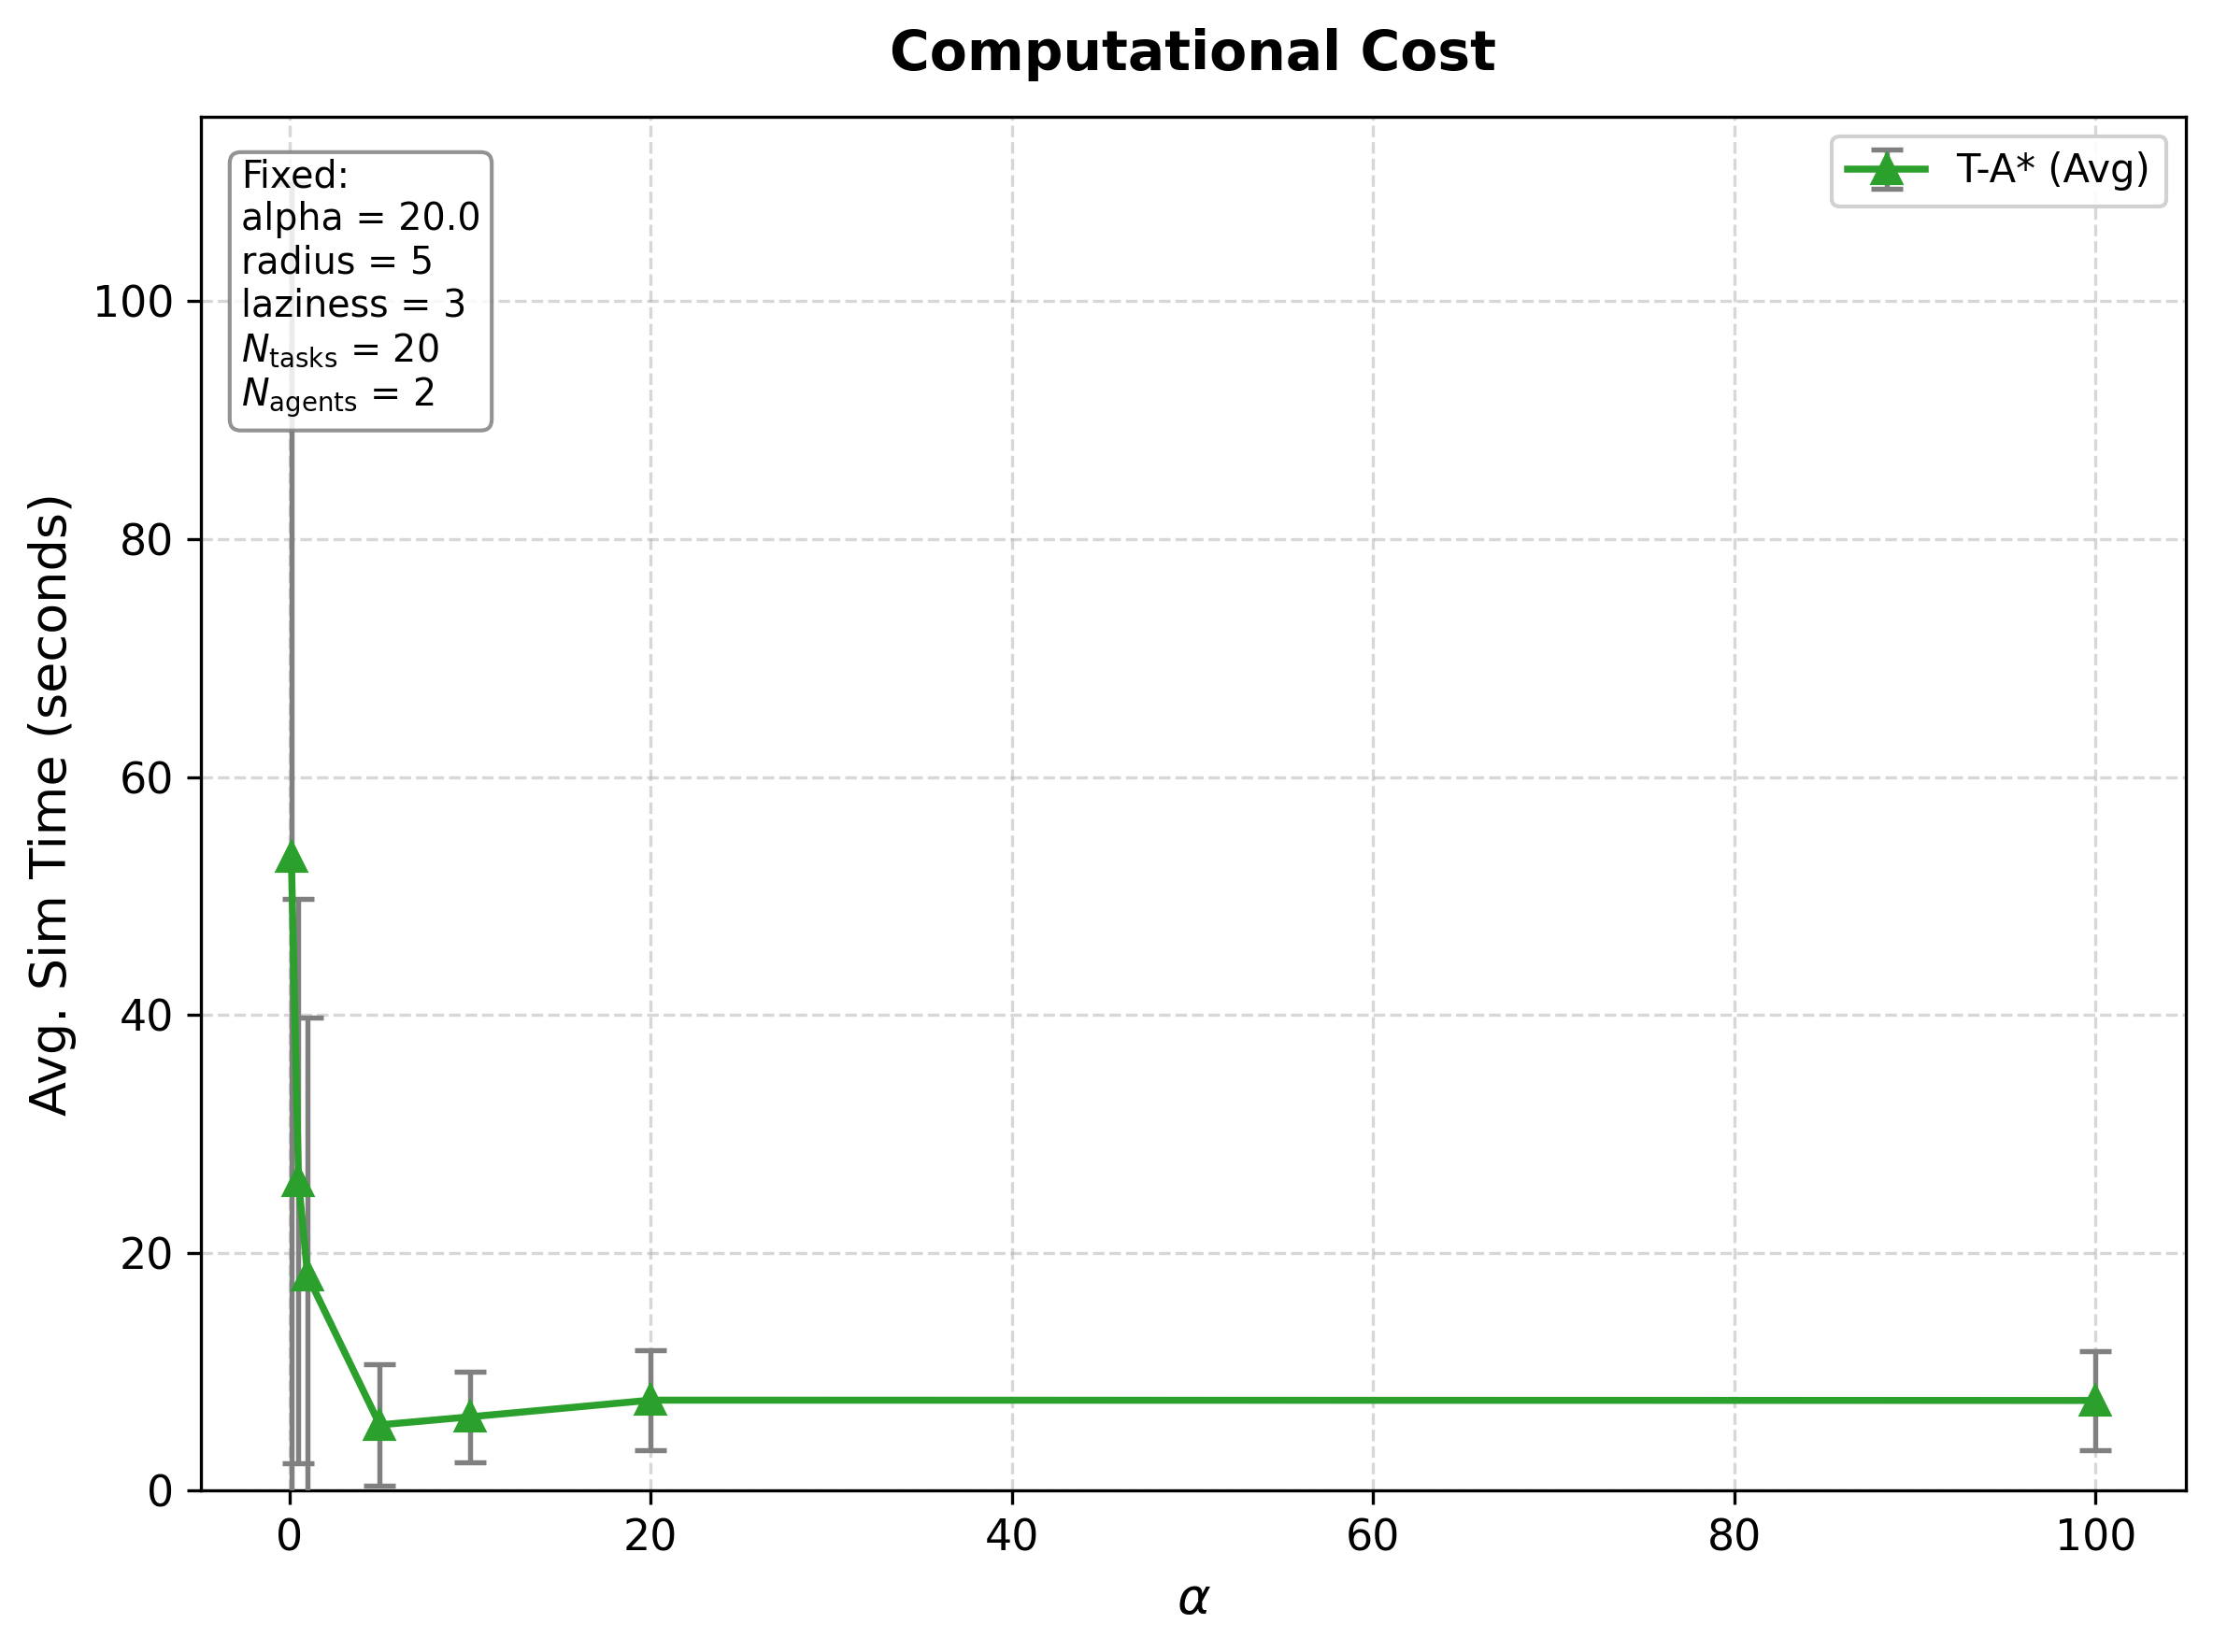 Computational Cost
Fixed:
alpha = 20.0
radius = 5
laziness = 3
N_tasks = 20
N_agents = 2
T-A* (Avg)
Avg. Sim Time (seconds)
100
80
60
40
20
0
0 20 40 60 80 100
α